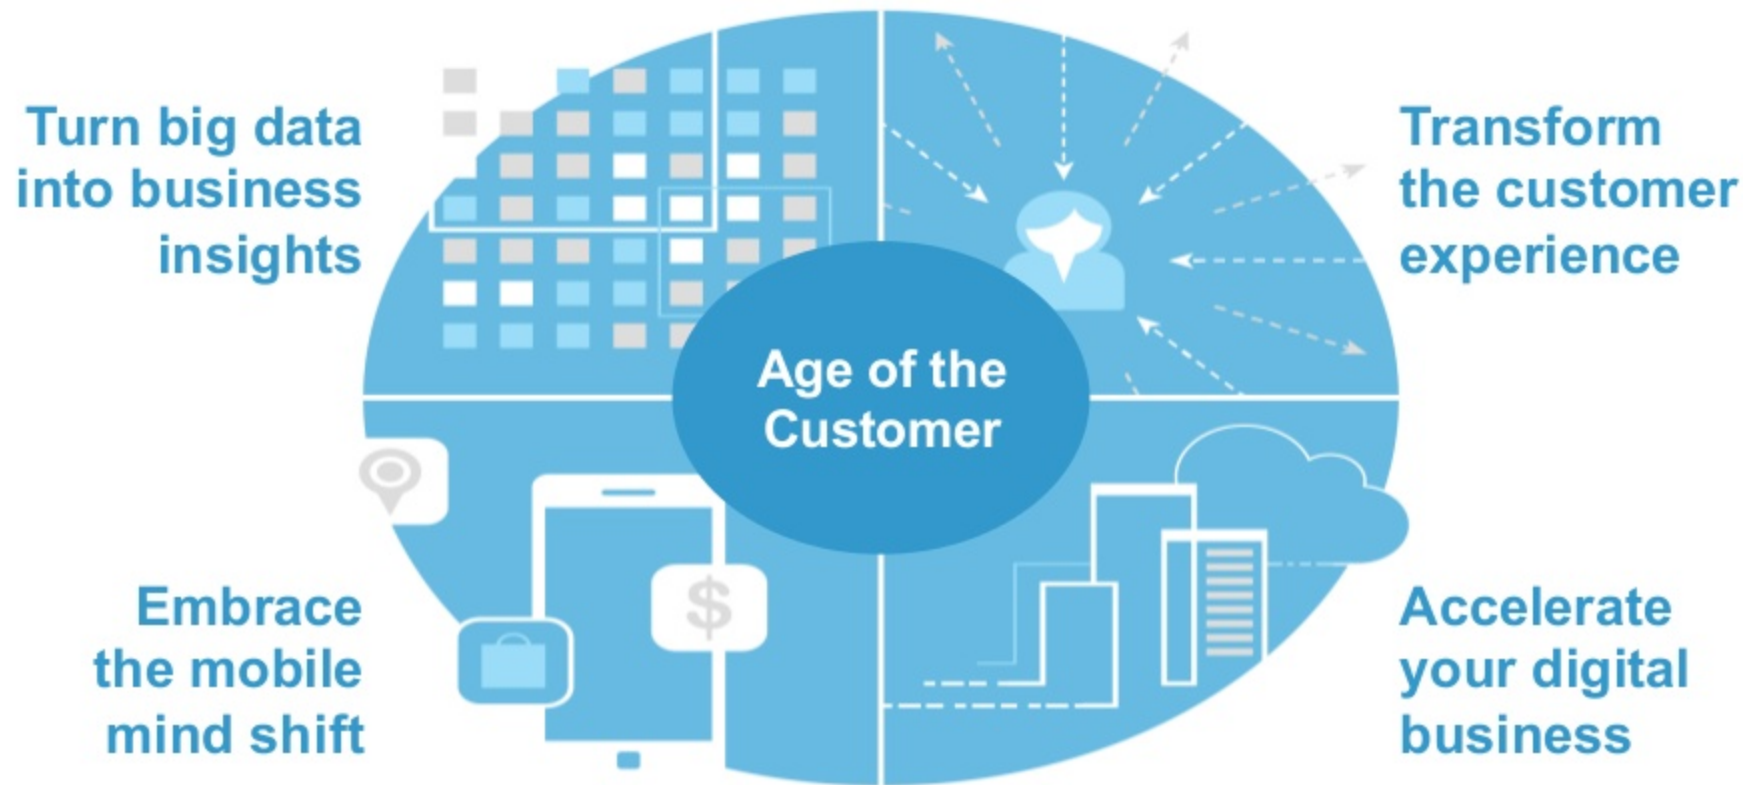 Turn big data
into business
insights
Transform
the customer
experience
Age of the
Customer
$
Embrace
the mobile
mind shift
Accelerate
your digital
business